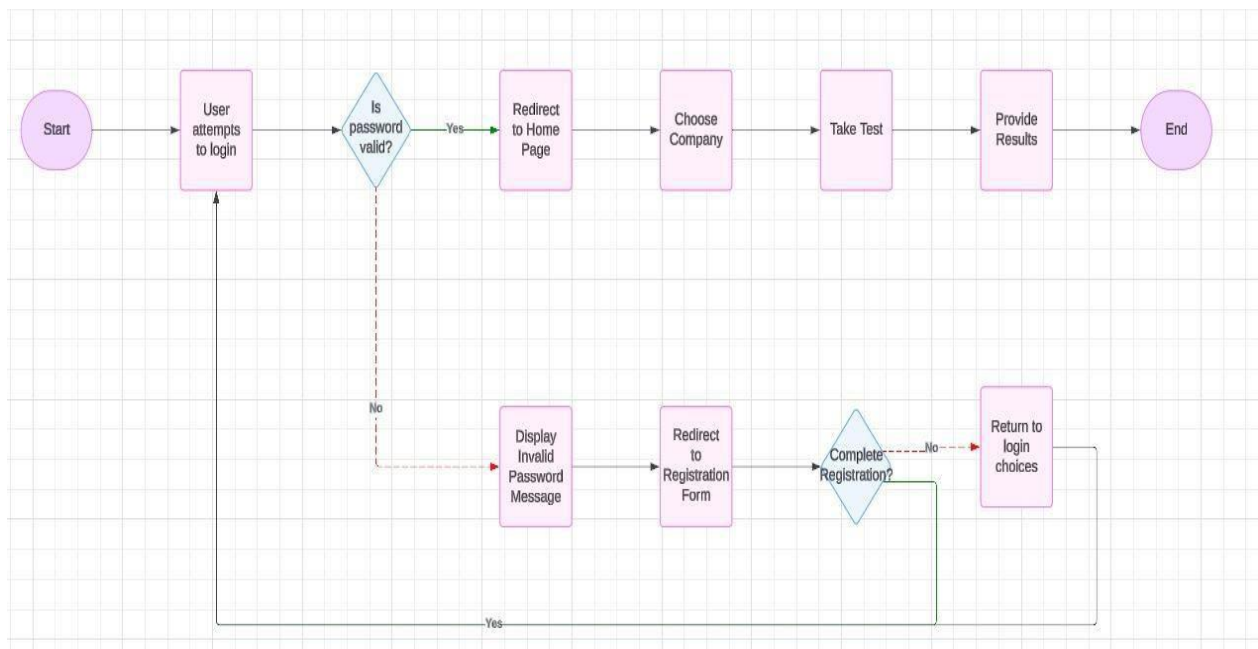 Start
User
attempts
to login
Is
password
valid?
Yes
Redirect
to Home
Page
Choose
Company
Take Test
Provide
Results
End
No
Display
Invalid
Password
Message
Redirect
to
Registration
Form
Complete
Registration?
No
Return to
login
choices
Yes